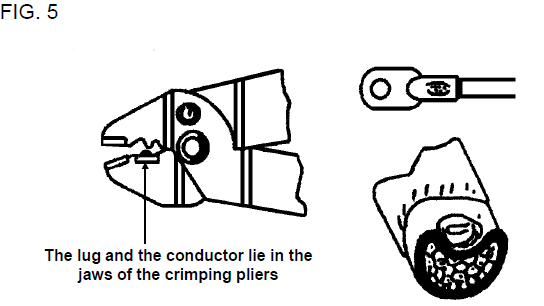 FIG. 5
The lug and the conductor lie in the
jaws of the crimping pliers